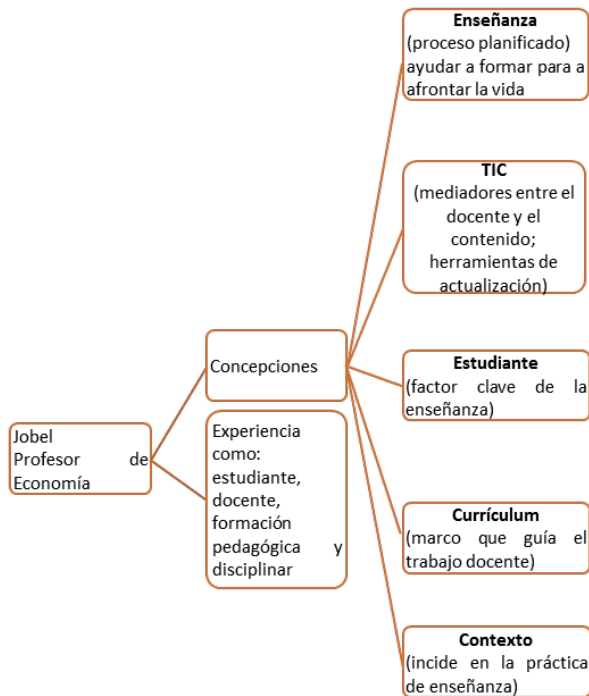 Enseñanza
(proceso planificado)
ayudar a formar para a
afrontar la vida
TIC
(mediadores entre el
docente y el
contenido;
herramientas de
actualización)
Concepciones
Estudiante
(factor clave de la
enseñanza)
Jobel
Profesor de
Economía
Experiencia
como:
estudiante,
docente,
formación
pedagógica y
disciplinar
Currículum
(marco que guía el
trabajo docente)
Contexto
(incide en la práctica
de enseñanza)